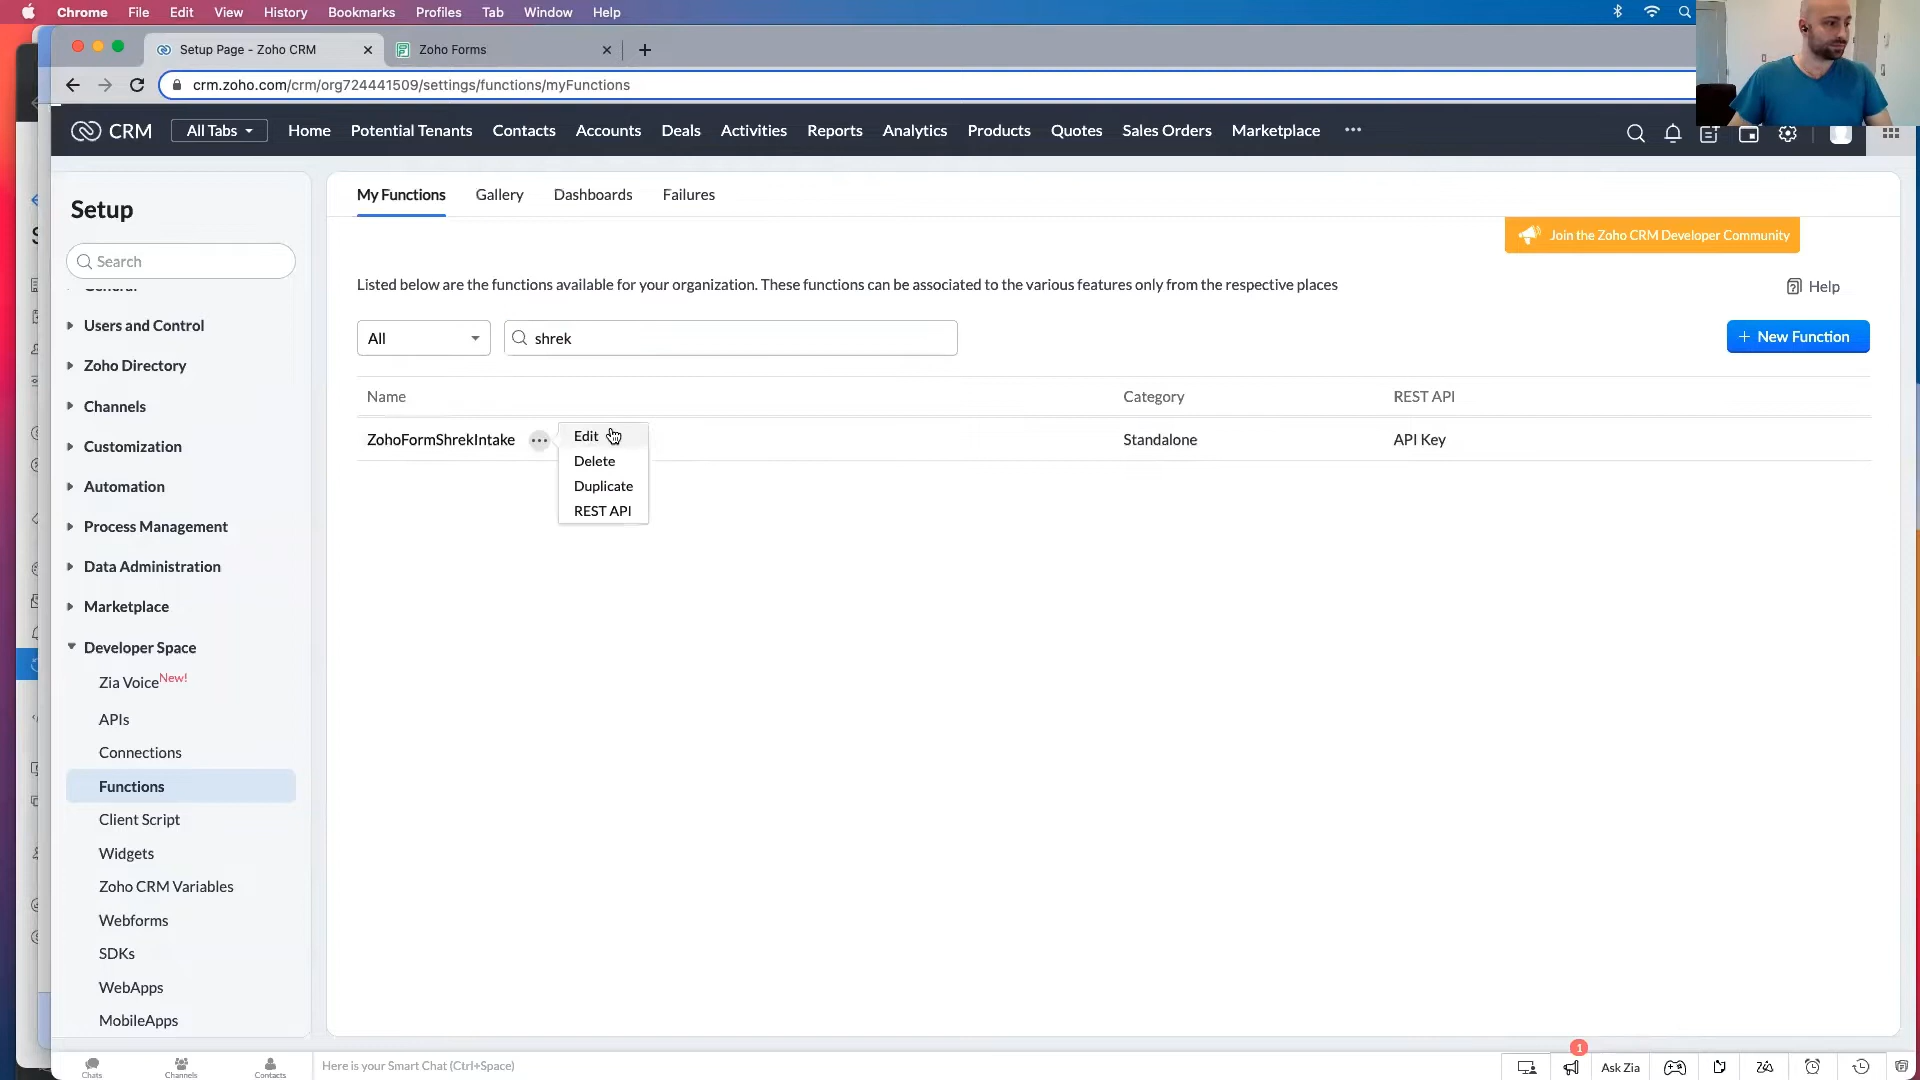 Chrome File Edit View History Bookmarks Profiles Tab Window Help
Setup Page - Zoho CRM
Zoho Forms
crm.zoho.com/crm/org724441509/settings/functions/myFunctions
CRM All Tabs Home Potential Tenants Contacts Accounts Deals Activities Reports Analytics Products Quotes Sales Orders Marketplace
Setup
Search
General
Users and Control
Zoho Directory
Channels
Customization
Automation
Process Management
Data Administration
Marketplace
Developer Space
Zia Voice New!
APIs
Connections
Functions
Client Script
Widgets
Zoho CRM Variables
Webforms
SDKs
WebApps
MobileApps
My Functions Gallery Dashboards Failures
Join the Zoho CRM Developer Community
Listed below are the functions available for your organization. These functions can be associated to the various features only from the respective places
Help
All
shrek
+ New Function
Name Category REST API
ZohoFormShrekIntake Standalone API Key
Edit
Delete
Duplicate
REST API
Chats Channels Contacts
Here is your Smart Chat (Ctrl+Space)
1
Ask Zia